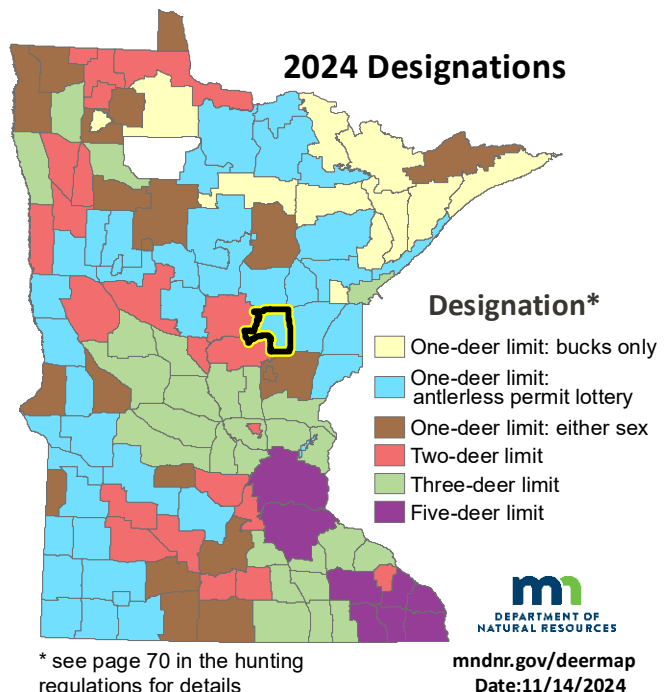 2024 Designations
Designation*
One-deer limit: bucks only
One-deer limit:
antlerless permit lottery
One-deer limit: either sex
Two-deer limit
Three-deer limit
Five-deer limit
mn
DEPARTMENT OF
NATURAL RESOURCES
* see page 70 in the hunting
regulations for details
mndnr.gov/deermap
Date:11/14/2024